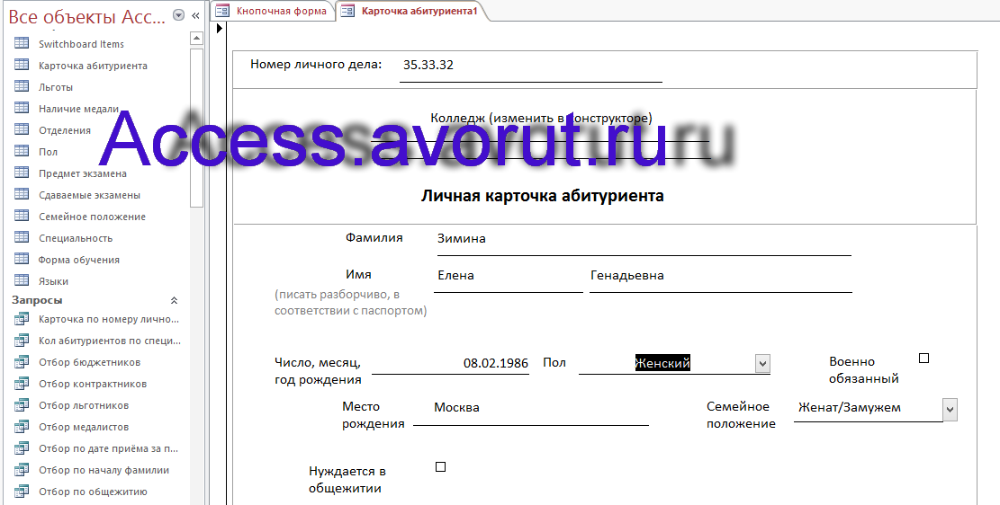 Все объекты Acc...
Switchboard Items
Карточка абитуриента
Льготы
Наличие медали
Отделения
Пол
Предмет экзамена
Сдаваемые экзамены
Семейное положение
Специальность
Форма обучения
Языки
Запросы
Карточка по номеру лично...
Кол абитуриентов по специ...
Отбор бюджетников
Отбор контрактников
Отбор льготников
Отбор медалистов
Отбор по дате приёма за п...
Отбор по началу фамилии
Отбор по общежитию
Кнопочная форма
Карточка абитуриента1
Номер личного дела: 35.33.32
Колледж (изменить в конструкторе)
Access.avorut.ru
Личная карточка абитуриента
Фамилия Зимина
Имя Елена Генадьевна
(писать разборчиво, в
соответствии с паспортом)
Число, месяц, 08.02.1986 Пол Женский Военно
год рождения обязанный
Место Москва Семейное Женат/Замужем
рождения положение
Нуждается в
общежитии